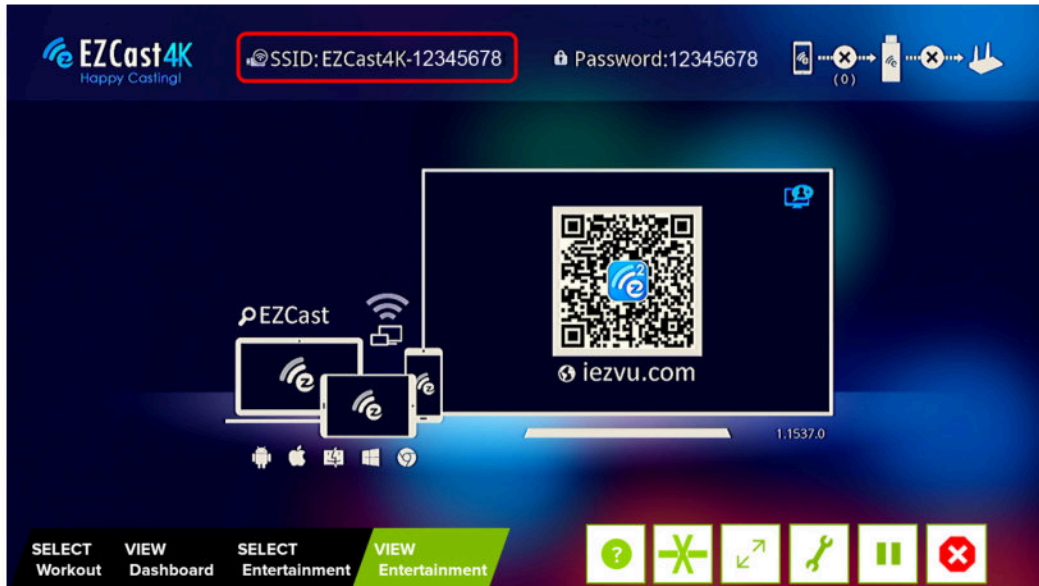 EZCast4K
Happy Casting!
SSID: EZCast4K-12345678
Password:12345678
(0)
EZCast
iezvu.com
1.1537.0
SELECT Workout
VIEW Dashboard
SELECT Entertainment
VIEW Entertainment